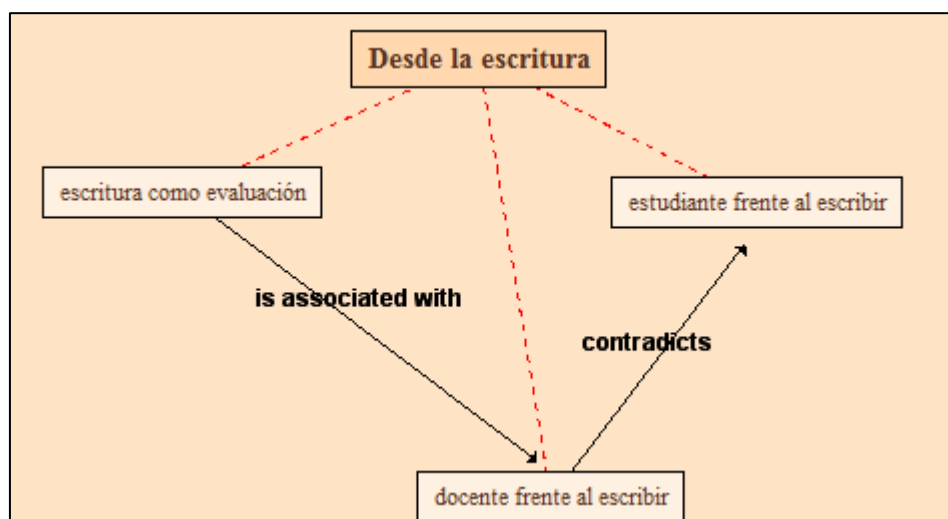 Desde la escritura
escritura como evaluación
estudiante frente al escribir
is associated with
contradicts
docente frente al escribir